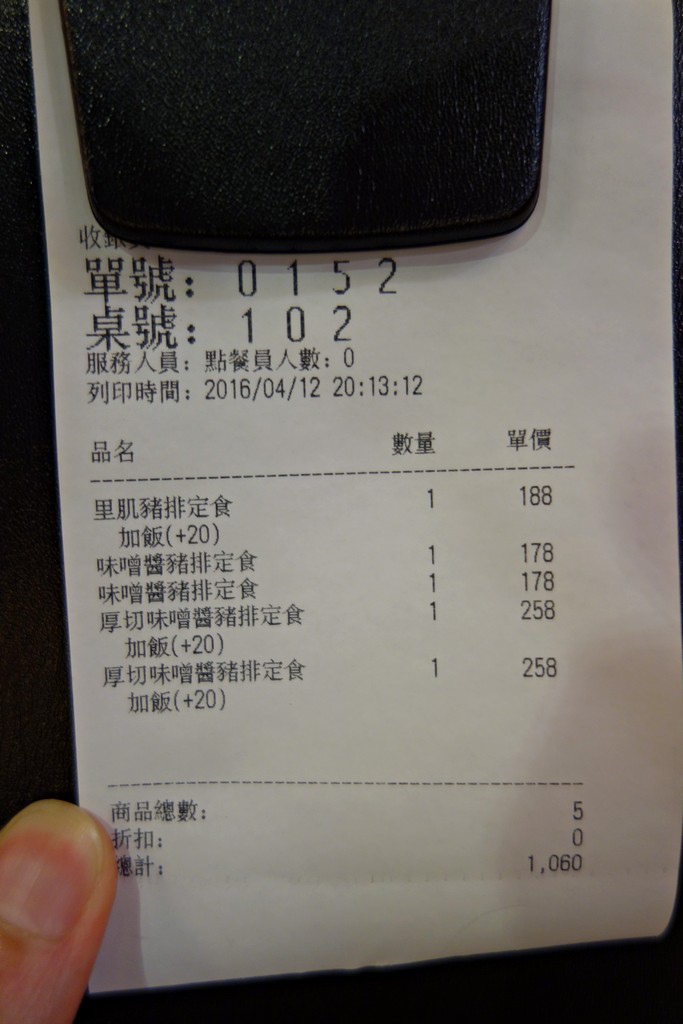 收銀員
單號: 0152
桌號: 102
服務人員: 點餐員人數: 0
列印時間: 2016/04/12 20:13:12
品名 數量 單價
里肌豬排定食 1 188
加飯(+20)
味噌醬豬排定食 1 178
味噌醬豬排定食 1 178
厚切味噌醬豬排定食 1 258
加飯(+20)
厚切味噌醬豬排定食 1 258
加飯(+20)
商品總數: 5
折扣: 0
總計: 1,060